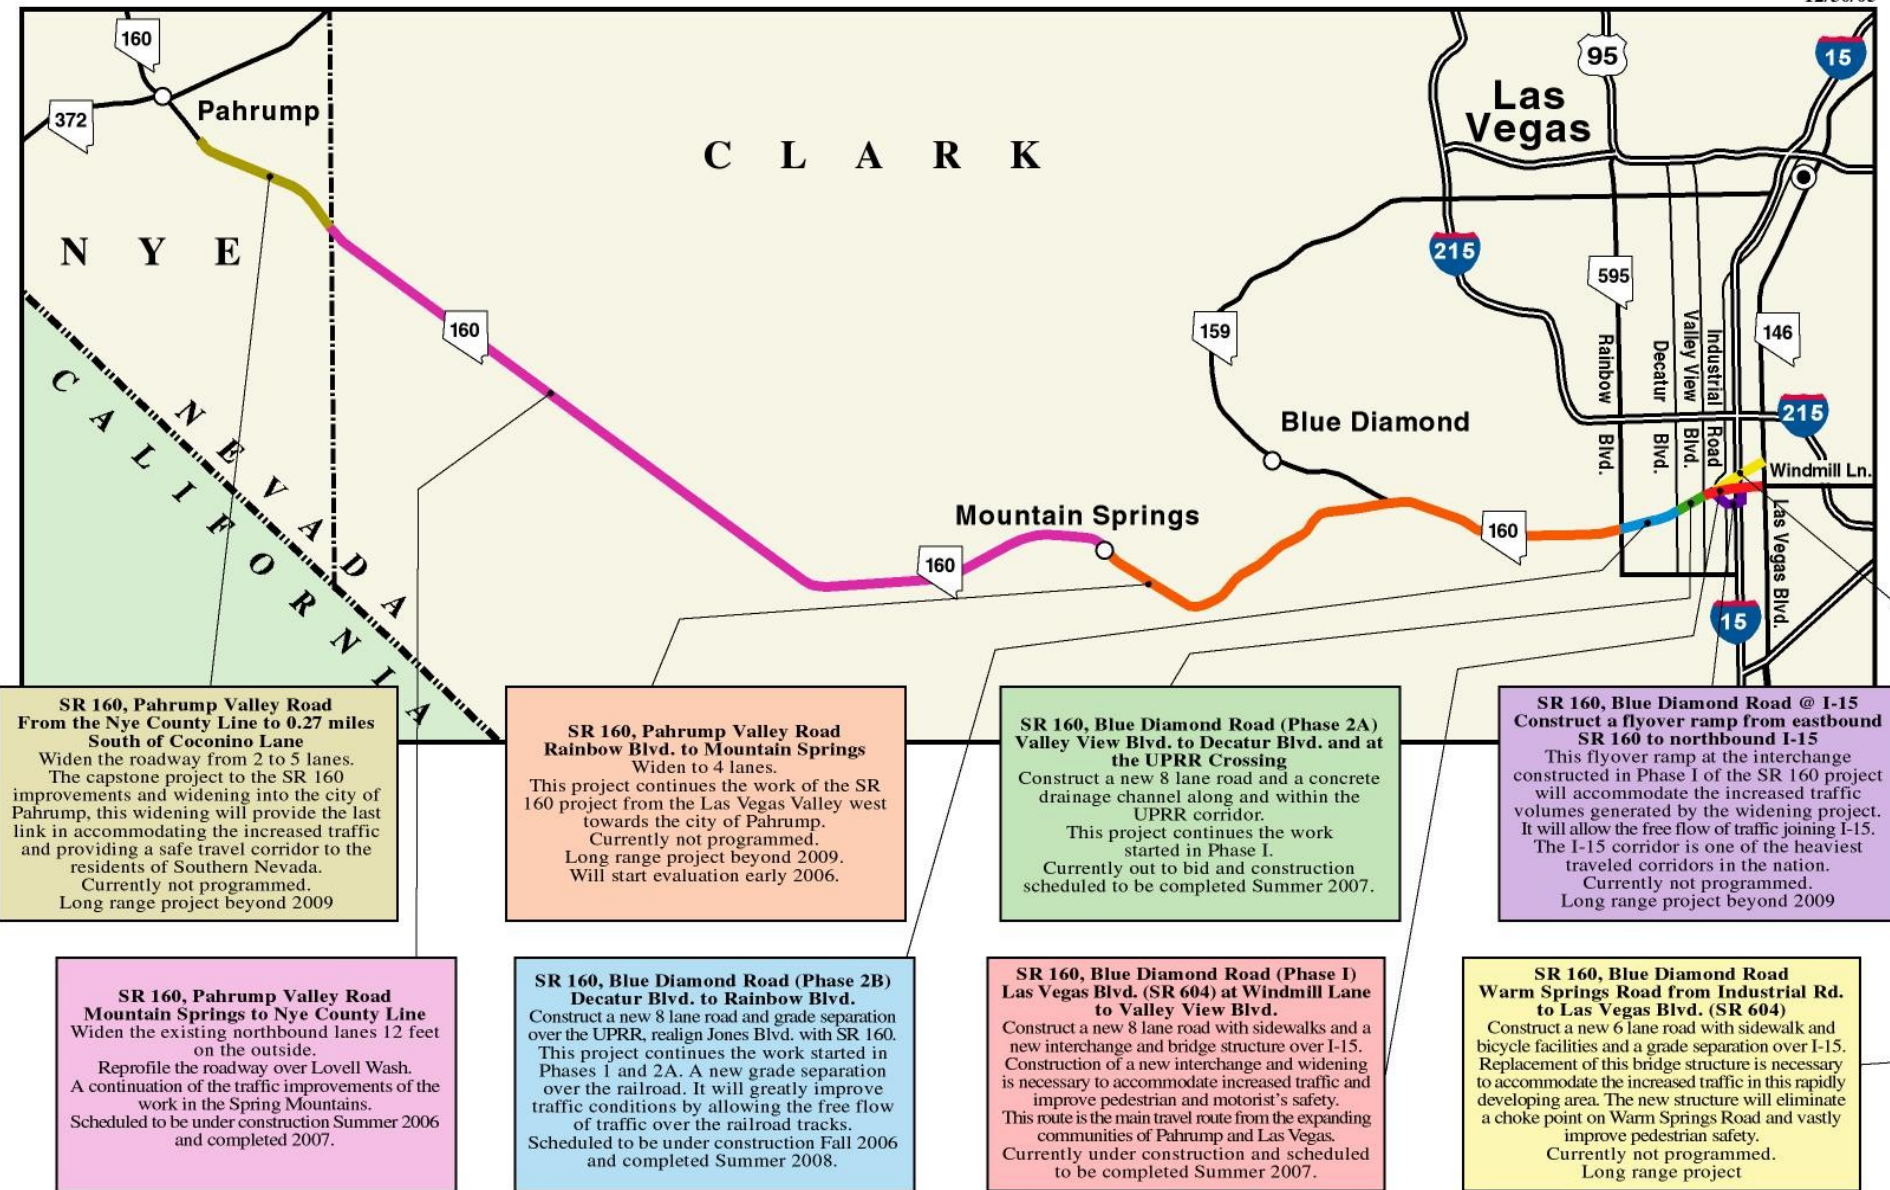 160
372
Pahrump
N Y E
C L A R K
N E V A D A
C A L I F O R N I A
160
160
Mountain Springs
159
Blue Diamond
160
Las
Vegas
95
15
215
595
146
215
Rainbow Blvd.
Decatur Blvd.
Valley View Blvd.
Industrial Road
Windmill Ln.
Las Vegas Blvd.
15
SR 160, Pahrump Valley Road
From the Nye County Line to 0.27 miles
South of Coconino Lane
Widen the roadway from 2 to 5 lanes.
The capstone project to the SR 160
improvements and widening into the city of
Pahrump, this widening will provide the last
link in accommodating the increased traffic
and providing a safe travel corridor to the
residents of Southern Nevada.
Currently not programmed.
Long range project beyond 2009
SR 160, Pahrump Valley Road
Rainbow Blvd. to Mountain Springs
Widen to 4 lanes.
This project continues the work of the SR
160 project from the Las Vegas Valley west
towards the city of Pahrump.
Currently not programmed.
Long range project beyond 2009.
Will start evaluation early 2006.
SR 160, Blue Diamond Road (Phase 2A)
Valley View Blvd. to Decatur Blvd. and at
the UPRR Crossing
Construct a new 8 lane road and a concrete
drainage channel along and within the
UPRR corridor.
This project continues the work
started in Phase I.
Currently out to bid and construction
scheduled to be completed Summer 2007.
SR 160, Blue Diamond Road @ I-15
Construct a flyover ramp from eastbound
SR 160 to northbound I-15
This flyover ramp at the interchange
constructed in Phase I of the SR 160 project
will accommodate the increased traffic
volumes generated by the widening project.
It will allow the free flow of traffic joining I-15.
The I-15 corridor is one of the heaviest
traveled corridors in the nation.
Currently not programmed.
Long range project beyond 2009
SR 160, Pahrump Valley Road
Mountain Springs to Nye County Line
Widen the existing northbound lanes 12 feet
on the outside.
Reprofile the roadway over Lovell Wash.
A continuation of the traffic improvements of the
work in the Spring Mountains.
Scheduled to be under construction Summer 2006
and completed 2007.
SR 160, Blue Diamond Road (Phase 2B)
Decatur Blvd. to Rainbow Blvd.
Construct a new 8 lane road and grade separation
over the UPRR, realign Jones Blvd. with SR 160.
This project continues the work started in
Phases 1 and 2A. A new grade separation
over the railroad. It will greatly improve
traffic conditions by allowing the free flow
of traffic over the railroad tracks.
Scheduled to be under construction Fall 2006
and completed Summer 2008.
SR 160, Blue Diamond Road (Phase I)
Las Vegas Blvd. (SR 604) at Windmill Lane
to Valley View Blvd.
Construct a new 8 lane road with sidewalks and a
new interchange and bridge structure over I-15.
Construction of a new interchange and widening
is necessary to accommodate increased traffic and
improve pedestrian and motorist's safety.
This route is the main travel route from the expanding
communities of Pahrump and Las Vegas.
Currently under construction and scheduled
to be completed Summer 2007.
SR 160, Blue Diamond Road
Warm Springs Road from Industrial Rd.
to Las Vegas Blvd. (SR 604)
Construct a new 6 lane road with sidewalk and
bicycle facilities and a grade separation over I-15.
Replacement of this bridge structure is necessary
to accommodate the increased traffic in this rapidly
developing area. The new structure will eliminate
a choke point on Warm Springs Road and vastly
improve pedestrian safety.
Currently not programmed.
Long range project